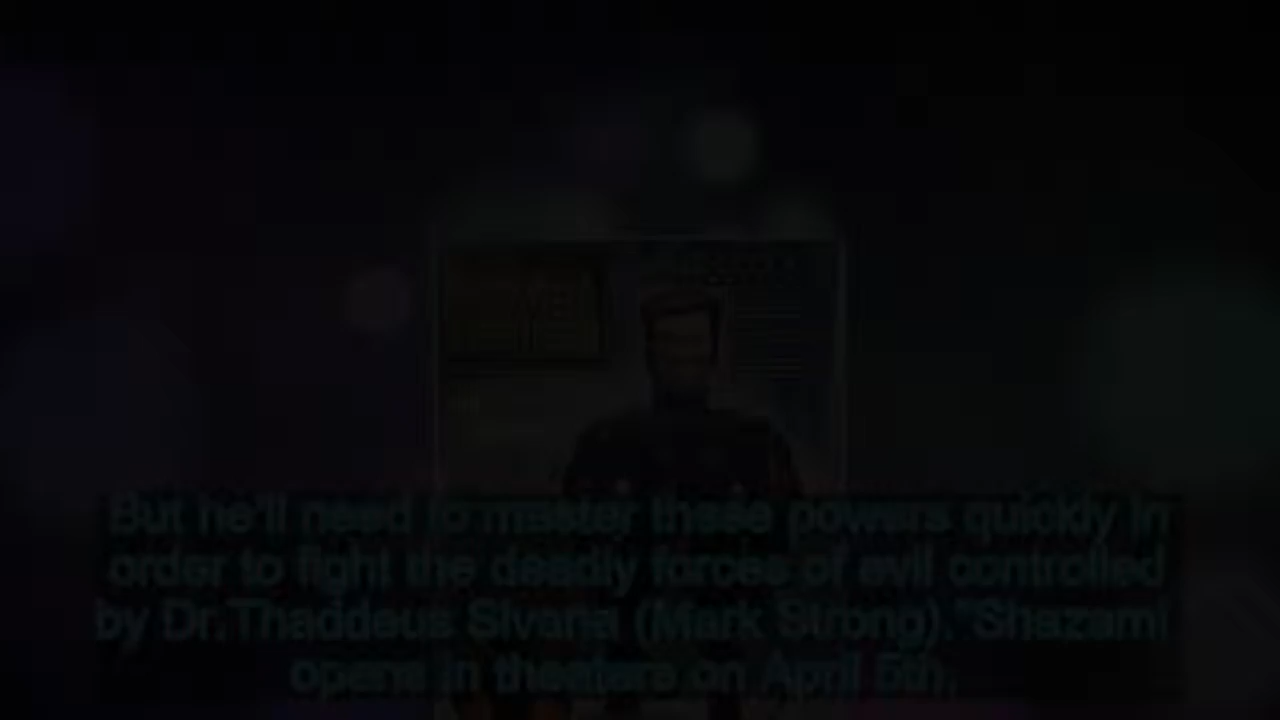 But he'll need to master these powers quickly in
order to fight the deadly forces of evil controlled
by Dr. Thaddeus Sivana (Mark Strong). "Shazam!
opens in theaters on April 5th,